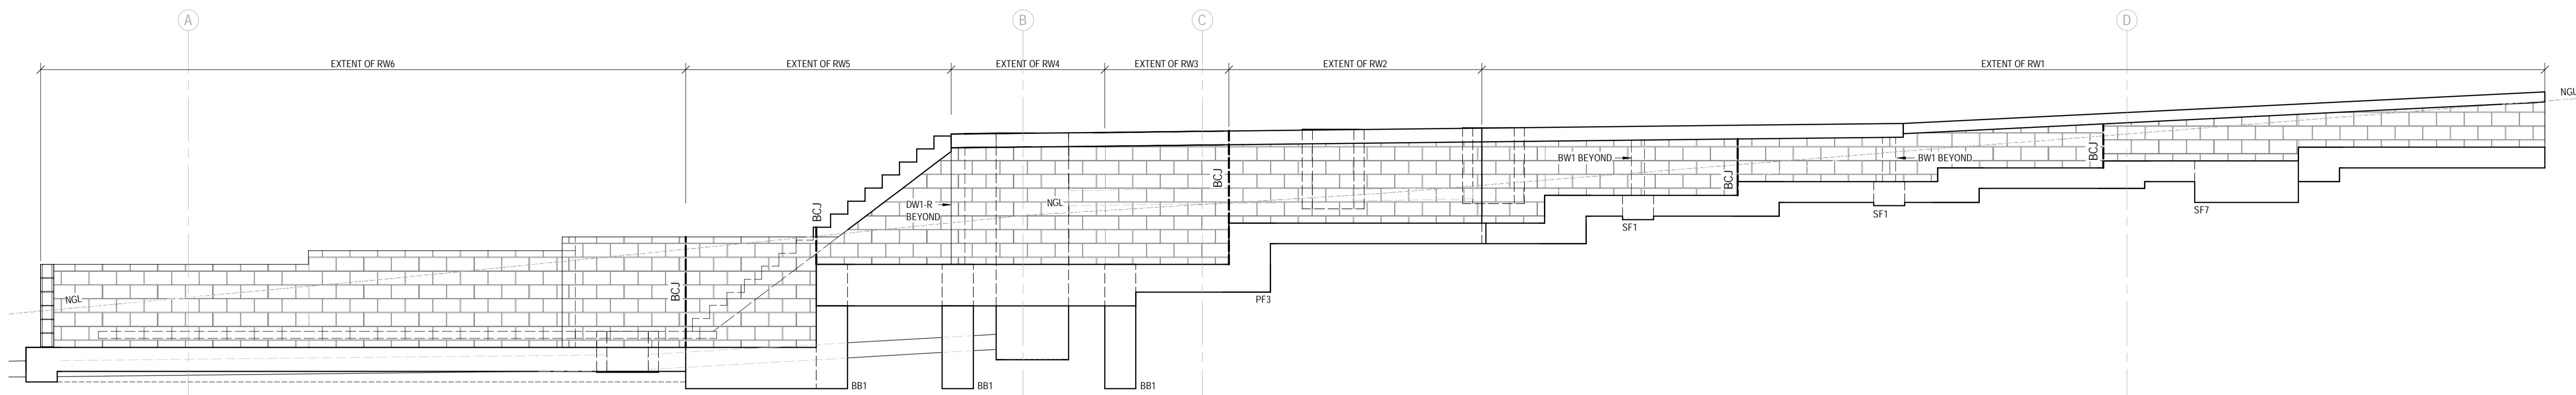 A
B
C
D
EXTENT OF RW6
EXTENT OF RW5
EXTENT OF RW4
EXTENT OF RW3
EXTENT OF RW2
EXTENT OF RW1
NGL
BW1 BEYOND
BW1 BEYOND
BCJ
BCJ
BCJ
BCJ
BCJ
DW1-R
BEYOND
NGL
SF1
SF1
SF7
NGL
PF3
BB1
BB1
BB1